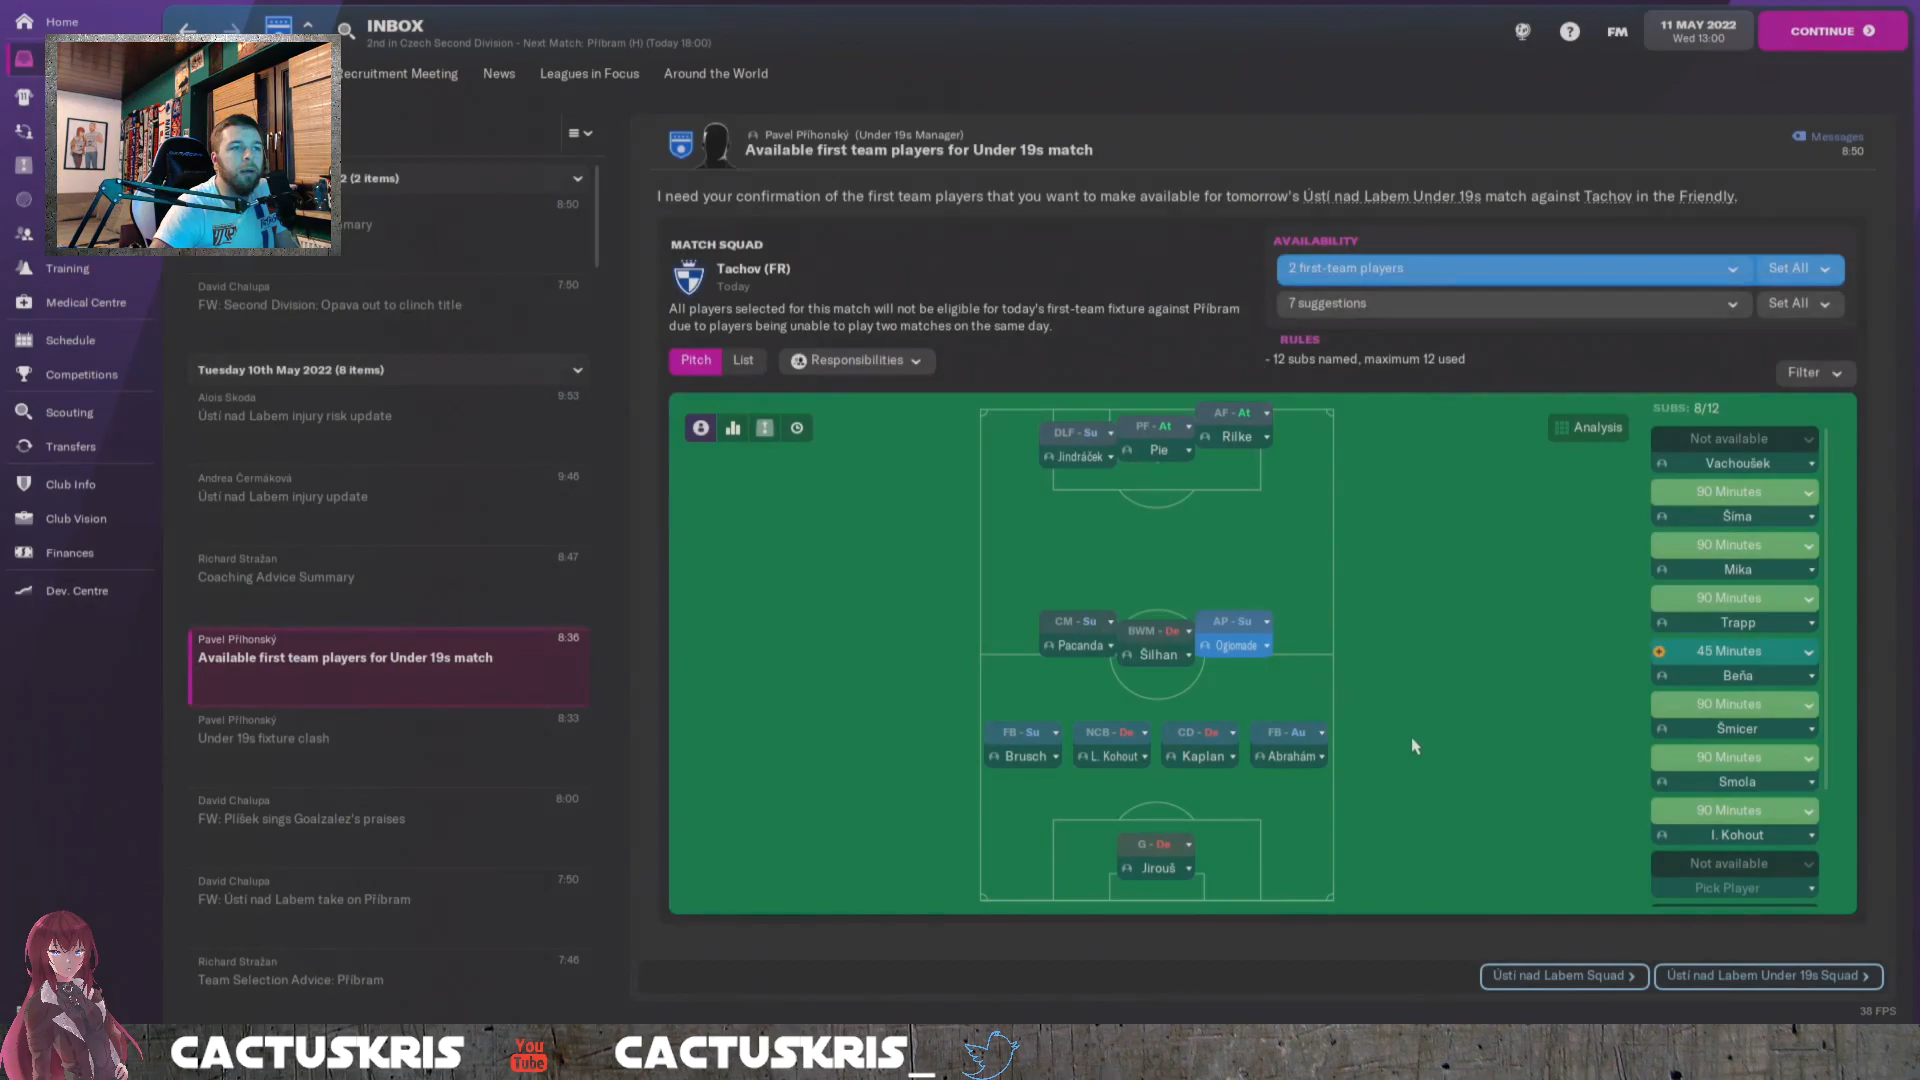 Home
INBOX
2nd in Czech Second Division - Next Match: Příbram (H) (Today 18:00)
FM
11 MAY 2022
Wed 13:00
CONTINUE
Recruitment Meeting
News
Leagues in Focus
Around the World
Training
Medical Centre
Schedule
Competitions
Scouting
Transfers
Club Info
Club Vision
Finances
Dev. Centre
2 (2 items)
8:50
David Chalupa
7:50
FW: Second Division: Opava out to clinch title
Tuesday 10th May 2022 (8 items)
Alois Skoda
9:53
Ústí nad Labem injury risk update
Andrea Čermáková
9:46
Ústí nad Labem injury update
Richard Stražan
8:47
Coaching Advice Summary
Pavel Příhonský
8:36
Available first team players for Under 19s match
Pavel Příhonský
8:33
Under 19s fixture clash
David Chalupa
8:00
FW: Plíšek sings Goalzalez's praises
David Chalupa
7:50
FW: Ústí nad Labem take on Příbram
Richard Stražan
7:46
Team Selection Advice: Příbram
Pavel Příhonský (Under 19s Manager)
Available first team players for Under 19s match
Messages
8:50
I need your confirmation of the first team players that you want to make available for tomorrow's Ústí nad Labem Under 19s match against Tachov in the Friendly.
MATCH SQUAD
Tachov (FR)
Today
All players selected for this match will not be eligible for today's first-team fixture against Příbram
due to players being unable to play two matches on the same day.
AVAILABILITY
2 first-team players
Set All
7 suggestions
Set All
RULES
- 12 subs named, maximum 12 used
Pitch
List
Responsibilities
Filter
Analysis
DLF - Su
Jindráček
PF - At
Pie
AF - At
Rilke
CM - Su
Pacanda
BWM - De
Šilhan
AP - Su
Ogiomade
FB - Su
Brusch
NCB - De
L. Kohout
CD - De
Kaplan
FB - Au
Abrahám
G - De
Jirouš
SUBS: 8/12
Not available
Vachoušek
90 Minutes
Šíma
90 Minutes
Mika
90 Minutes
Trapp
45 Minutes
Beňa
90 Minutes
Šmicer
90 Minutes
Smola
90 Minutes
I. Kohout
Not available
Pick Player
Ústí nad Labem Squad >
Ústí nad Labem Under 19s Squad >
38 FPS
CACTUSKRIS
You
Tube
CACTUSKRIS_